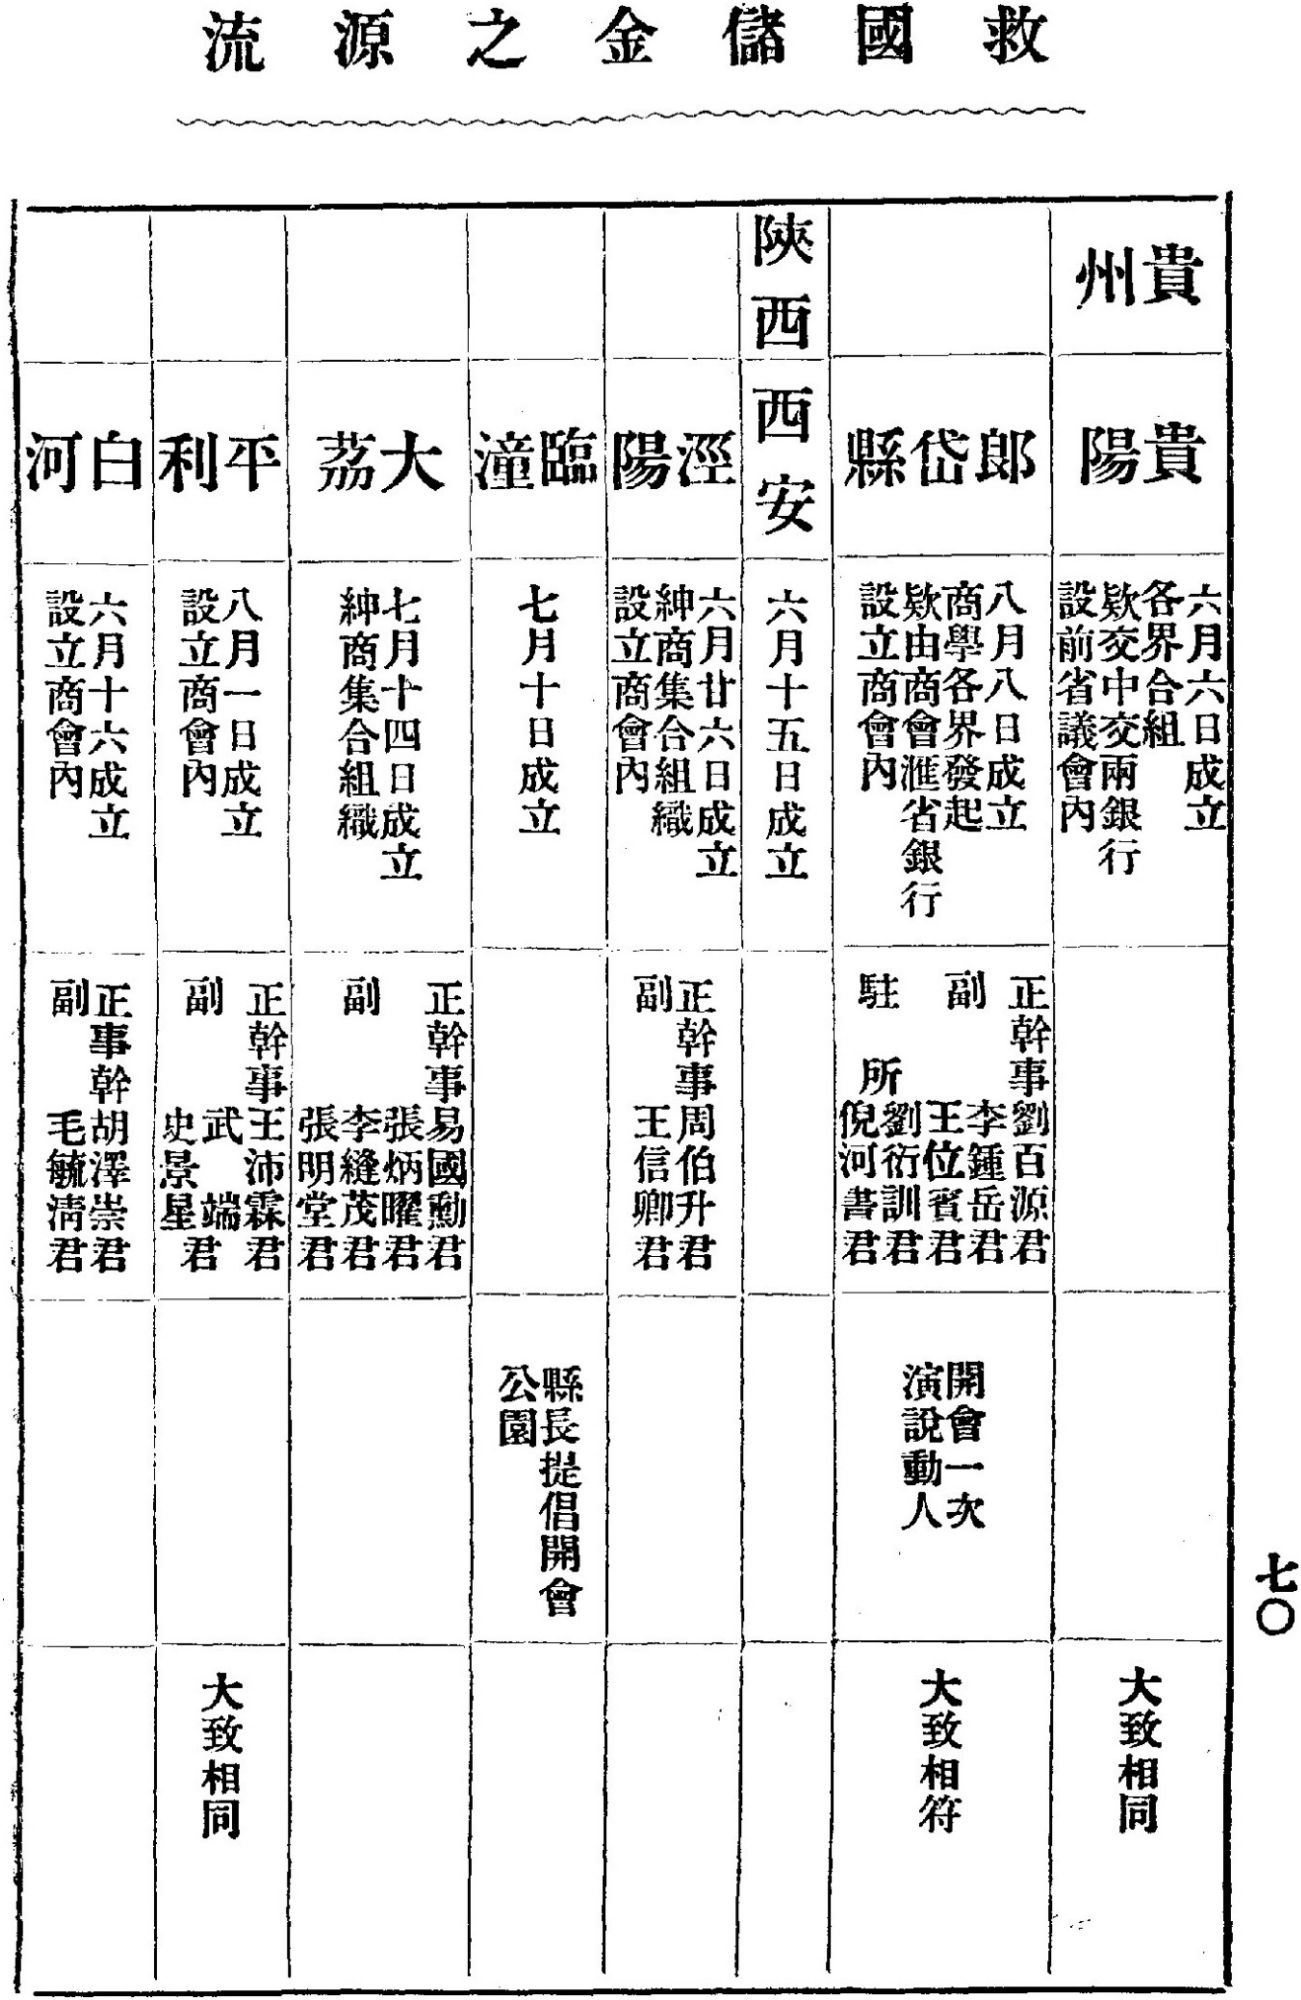 救國儲金之源流
貴州
貴陽
六月六日成立
各界合組
欵交中交兩銀行
設前省議會內
大致相同
郞岱縣
八月八日成立
商學各界發起
欵由商會滙省銀行
設立商會內
正幹事劉百源君
副 李鍾岳君
王位賓君
駐所劉衍訓君
倪河書君
開會一次
演說動人
大致相符
陝西
西安
六月十五日成立
涇陽
六月廿六日成立
紳商集合組織
設立商會內
正幹事周伯升君
副 王信卿君
臨潼
七月十日成立
縣長提倡開會
公園
大荔
七月十四日成立
紳商集合組織
正幹事易國勳君
張炳曜君
副 李縫茂君
張明堂君
平利
八月一日成立
設立商會內
正幹事王沛霖君
副 武端君
史景星
大致相同
白河
六月十六成立
設立商會內
正事幹胡澤崇君
副 毛毓淸君
七〇